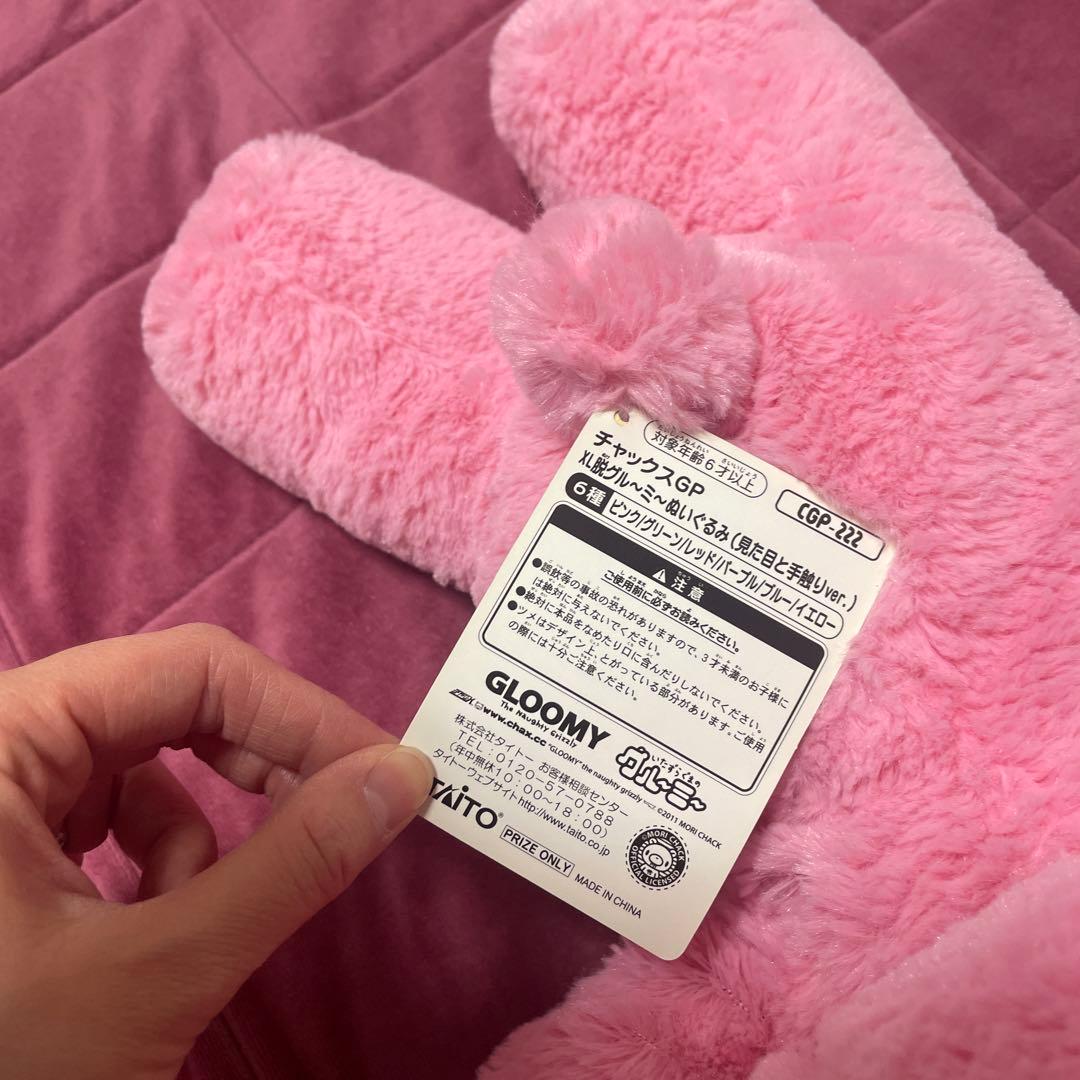 対象年齢6才以上
チャックスGP
CGP-222
XL脱グル〜ミ〜ぬいぐるみ(見た目と手触りver.)
6種 ピンク/グリーン/レッド/パープル/ブルー/イエロー
注意
ご使用前に必ずお読みください。
●誤飲等の事故の恐れがありますので、3才未満のお子様に
は絶対に与えないでください。
●絶対に本品をなめたり口に含んだりしないでください。
●ツメはデザイン上、とがっている部分があります。ご使用
の際には十分ご注意ください。
GLOOMY
The Naughty Grizzly
いたずらぐまの
グル〜ミ〜
www.chax.cc "GLOOMY" the naughty grizzly ©2011 MORI CHACK
株式会社タイトー お客様相談センター
TEL:0120-57-0788
(年中無休10:00〜18:00)
タイトーウェブサイトhttp://www.taito.co.jp
TAITO®
PRIZE ONLY
MADE IN CHINA
©MORI CHACK
OFFICIAL LICENSED